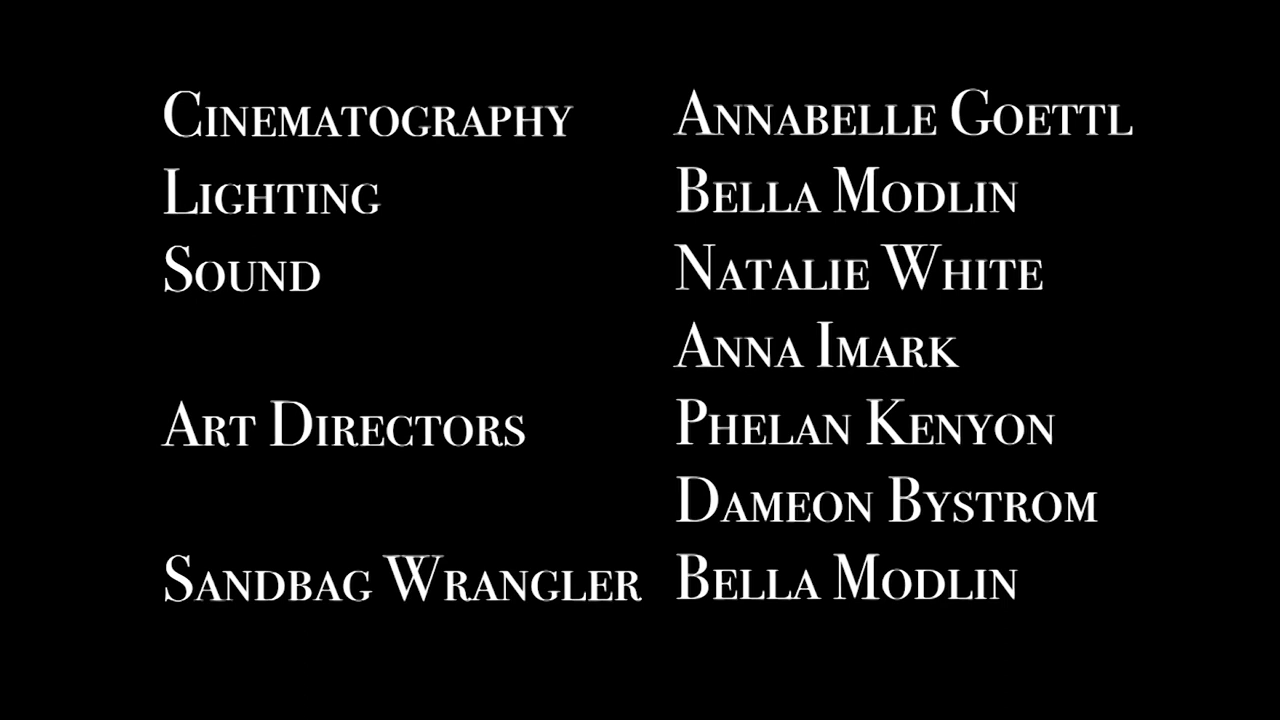 Cinematography Annabelle Goettl
Lighting Bella Modlin
Sound Natalie White
Anna Imark
Art Directors Phelan Kenyon
Dameon Bystrom
Sandbag Wrangler Bella Modlin